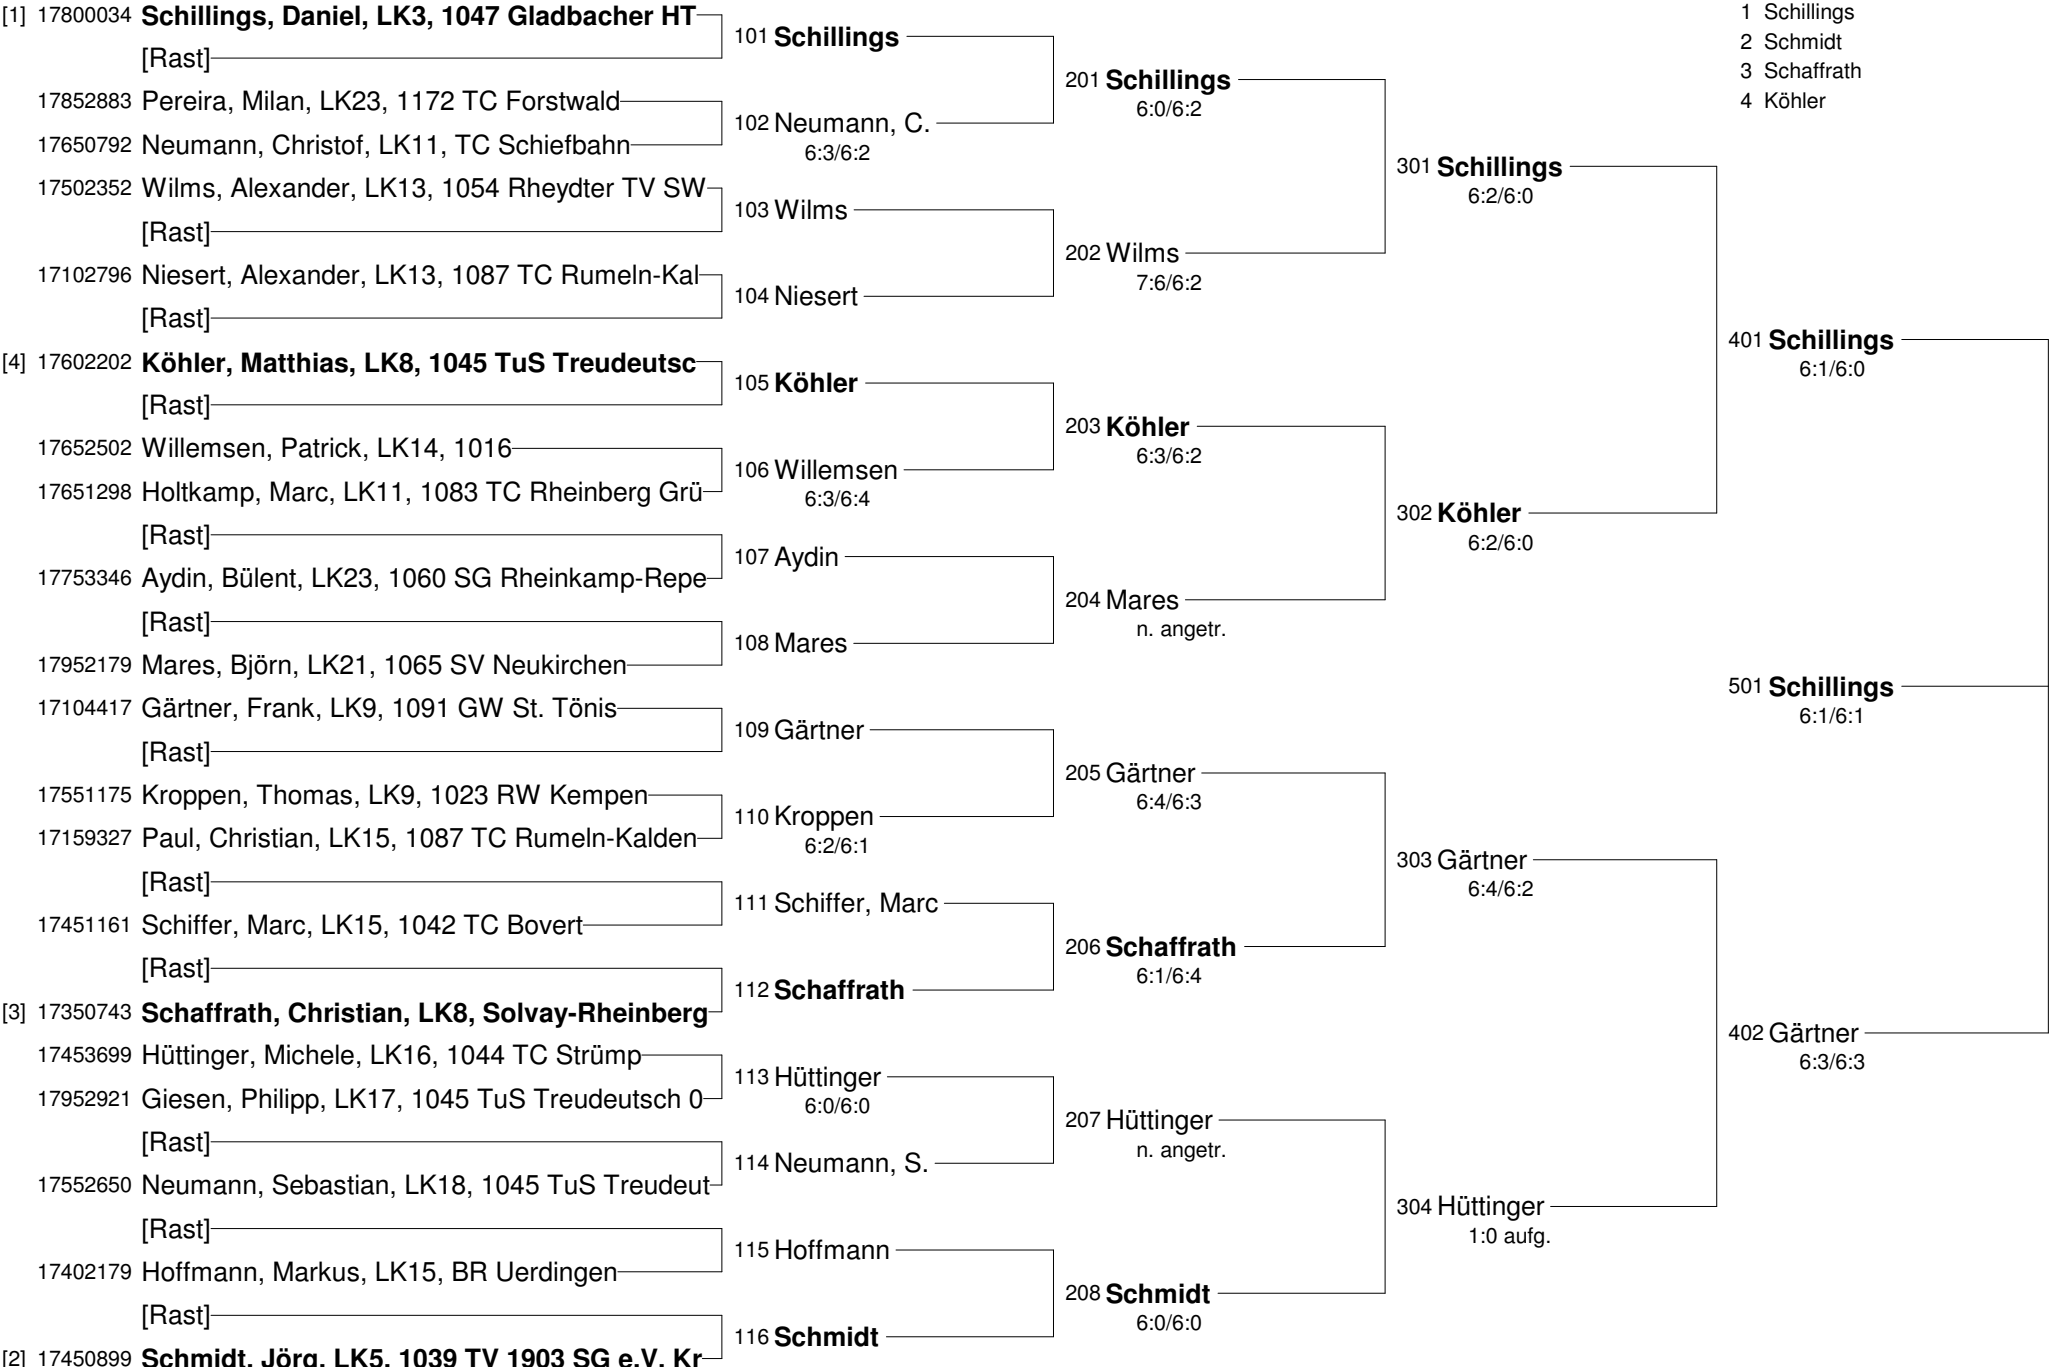 [1] 17800034 Schillings, Daniel, LK3, 1047 Gladbacher HT
[Rast]
17852883 Pereira, Milan, LK23, 1172 TC Forstwald
17650792 Neumann, Christof, LK11, TC Schiefbahn
17502352 Wilms, Alexander, LK13, 1054 Rheydter TV SW
[Rast]
17102796 Niesert, Alexander, LK13, 1087 TC Rumeln-Kal
[Rast]
[4] 17602202 Köhler, Matthias, LK8, 1045 TuS Treudeutsc
[Rast]
17652502 Willemsen, Patrick, LK14, 1016
17651298 Holtkamp, Marc, LK11, 1083 TC Rheinberg Grü
[Rast]
17753346 Aydin, Bülent, LK23, 1060 SG Rheinkamp-Repe
[Rast]
17952179 Mares, Björn, LK21, 1065 SV Neukirchen
17104417 Gärtner, Frank, LK9, 1091 GW St. Tönis
[Rast]
17551175 Kroppen, Thomas, LK9, 1023 RW Kempen
17159327 Paul, Christian, LK15, 1087 TC Rumeln-Kalden
[Rast]
17451161 Schiffer, Marc, LK15, 1042 TC Bovert
[Rast]
[3] 17350743 Schaffrath, Christian, LK8, Solvay-Rheinberg
17453699 Hüttinger, Michele, LK16, 1044 TC Strümp
17952921 Giesen, Philipp, LK17, 1045 TuS Treudeutsch 0
[Rast]
17552650 Neumann, Sebastian, LK18, 1045 TuS Treudeut
[Rast]
17402179 Hoffmann, Markus, LK15, BR Uerdingen
[Rast]
[2] 17450899 Schmidt, Jörg, LK5, 1039 TV 1903 SG e.V. Kr
101 Schillings
102 Neumann, C.
6:3/6:2
103 Wilms
104 Niesert
105 Köhler
106 Willemsen
6:3/6:4
107 Aydin
108 Mares
109 Gärtner
110 Kroppen
6:2/6:1
111 Schiffer, Marc
112 Schaffrath
113 Hüttinger
6:0/6:0
114 Neumann, S.
115 Hoffmann
116 Schmidt
201 Schillings
6:0/6:2
202 Wilms
7:6/6:2
203 Köhler
6:3/6:2
204 Mares
n. angetr.
205 Gärtner
6:4/6:3
206 Schaffrath
6:1/6:4
207 Hüttinger
n. angetr.
208 Schmidt
6:0/6:0
301 Schillings
6:2/6:0
302 Köhler
6:2/6:0
303 Gärtner
6:4/6:2
304 Hüttinger
1:0 aufg.
1 Schillings
2 Schmidt
3 Schaffrath
4 Köhler
401 Schillings
6:1/6:0
501 Schillings
6:1/6:1
402 Gärtner
6:3/6:3